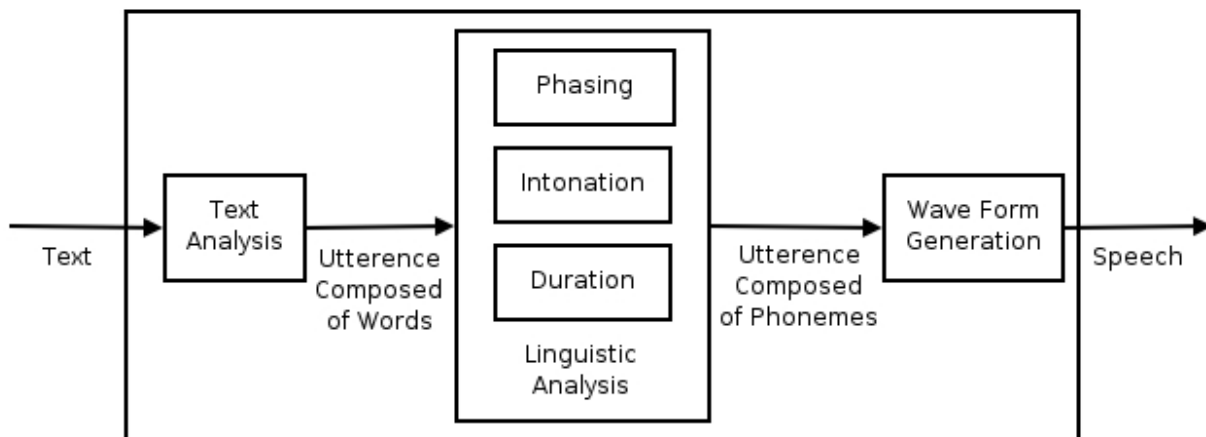 Text
Text
Analysis
Utterence
Composed
of Words
Phasing
Intonation
Duration
Linguistic
Analysis
Utterence
Composed
of Phonemes
Wave Form
Generation
Speech